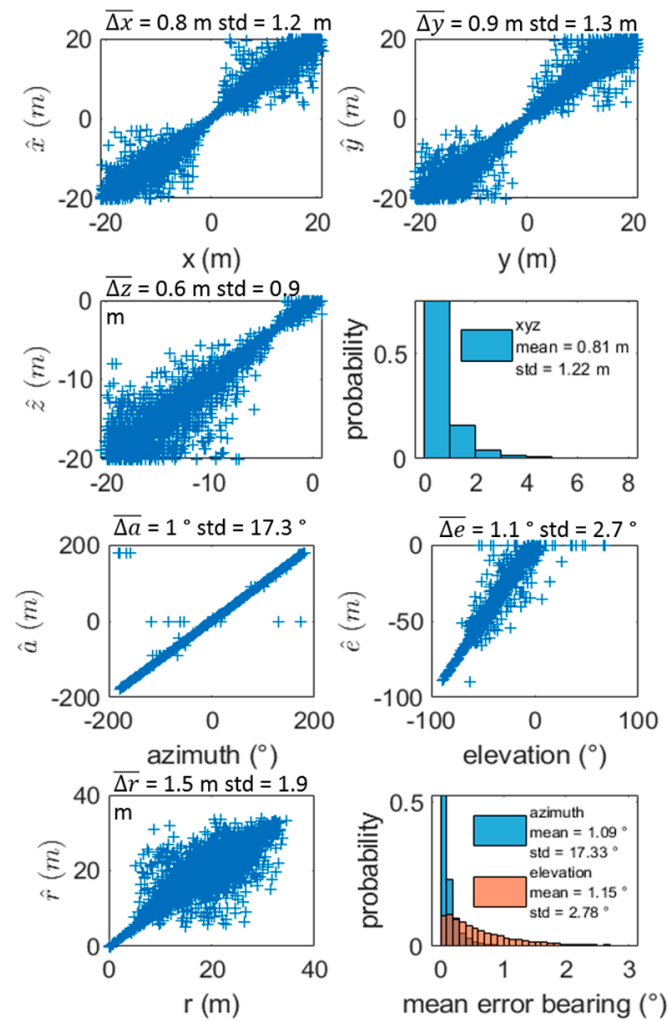 Δx = 0.8 m std = 1.2 m
Δy = 0.9 m std = 1.3 m
20
0
-20
x̂ (m)
-20 0 20
x (m)
20
0
-20
ŷ (m)
-20 0 20
y (m)
Δz = 0.6 m std = 0.9
m
0
-10
-20
ẑ (m)
-20 -10 0
0.5
0
probability
xyz
mean = 0.81 m
std = 1.22 m
0 2 4 6 8
Δa = 1 ° std = 17.3 °
200
0
-200
â (m)
-200 0 200
azimuth (°)
Δe = 1.1 ° std = 2.7 °
0
-50
-100
ê (m)
-100 0 100
elevation (°)
Δr = 1.5 m std = 1.9
m
40
20
0
r̂ (m)
0 20 40
r (m)
0.5
0
probability
azimuth
mean = 1.09 °
std = 17.33 °
elevation
mean = 1.15 °
std = 2.78 °
0 1 2 3
mean error bearing (°)